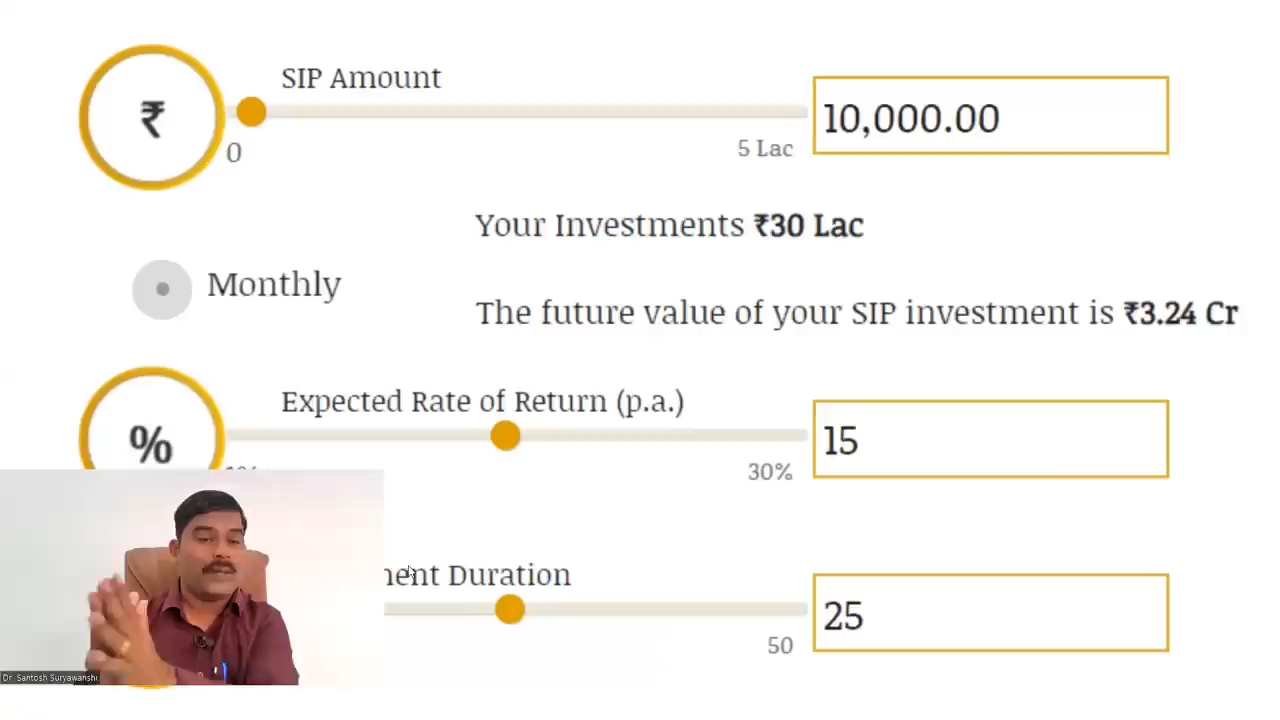 SIP Amount
₹
10,000.00
0
5 Lac
Your Investments ₹30 Lac
Monthly
The future value of your SIP investment is ₹3.24 Cr
Expected Rate of Return (p.a.)
%
15
30%
Duration
25
50
Dr. Santosh Suryawanshi